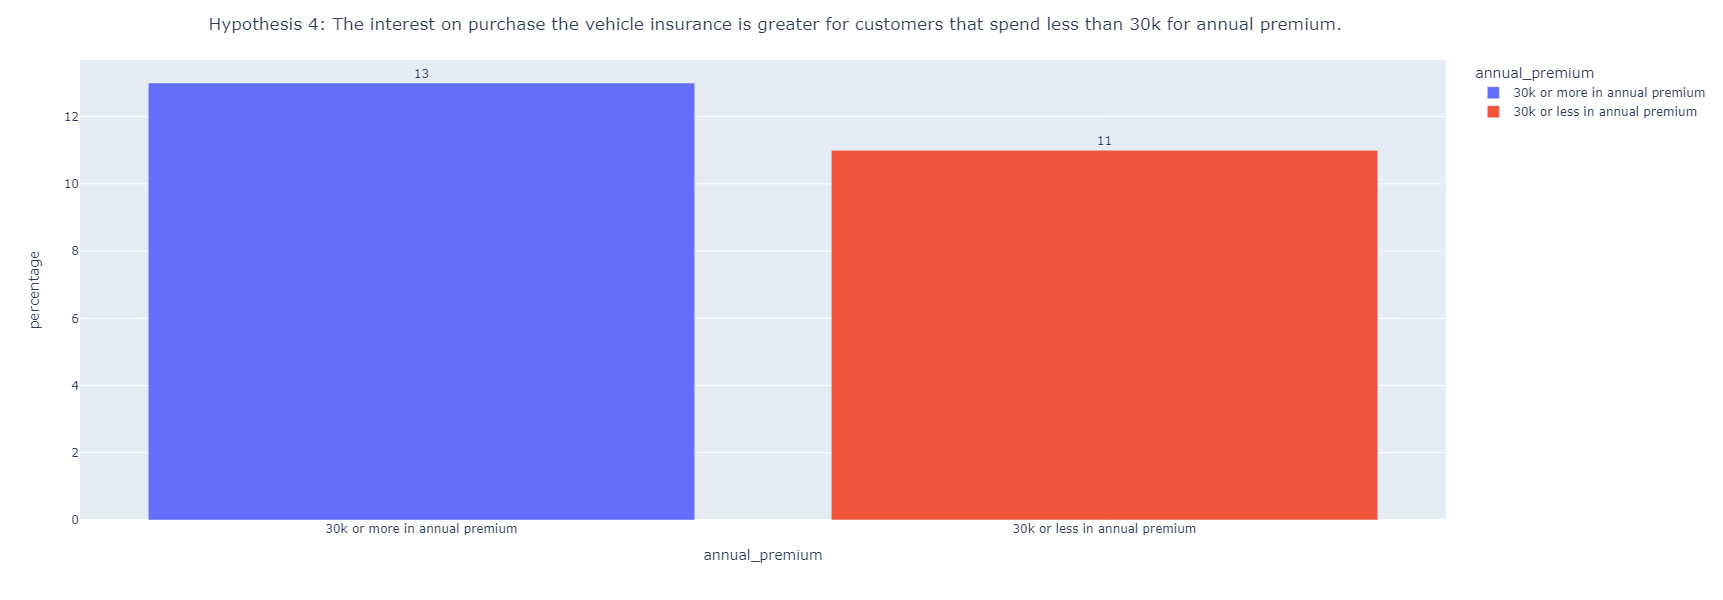 Hypothesis 4: The interest on purchase the vehicle insurance is greater for customers that spend less than 30k for annual premium.
13
11
12
10
8
6
4
2
0
percentage
30k or more in annual premium
30k or less in annual premium
annual_premium
annual_premium
30k or more in annual premium
30k or less in annual premium